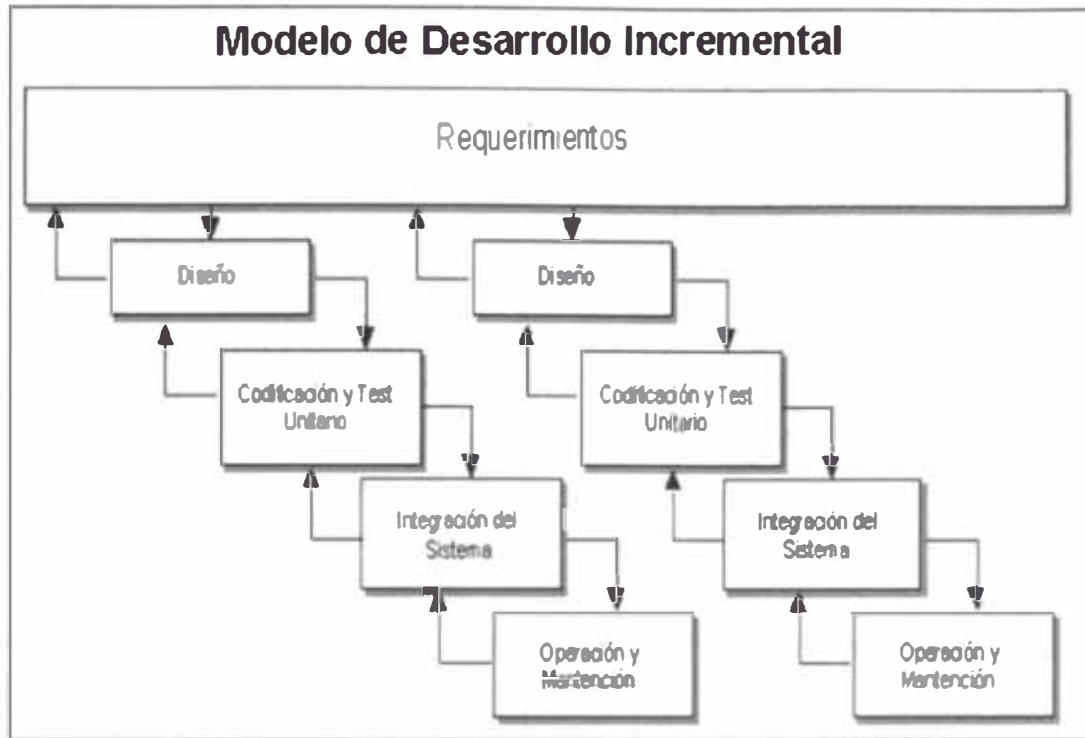 Modelo de Desarrollo Incremental
Requerimientos
Diseño
Codificación y Test
Unitario
Integración del
Sistema
Operación y
Mantención
Diseño
Codificación y Test
Unitario
Integración del
Sistema
Operación y
Mantención